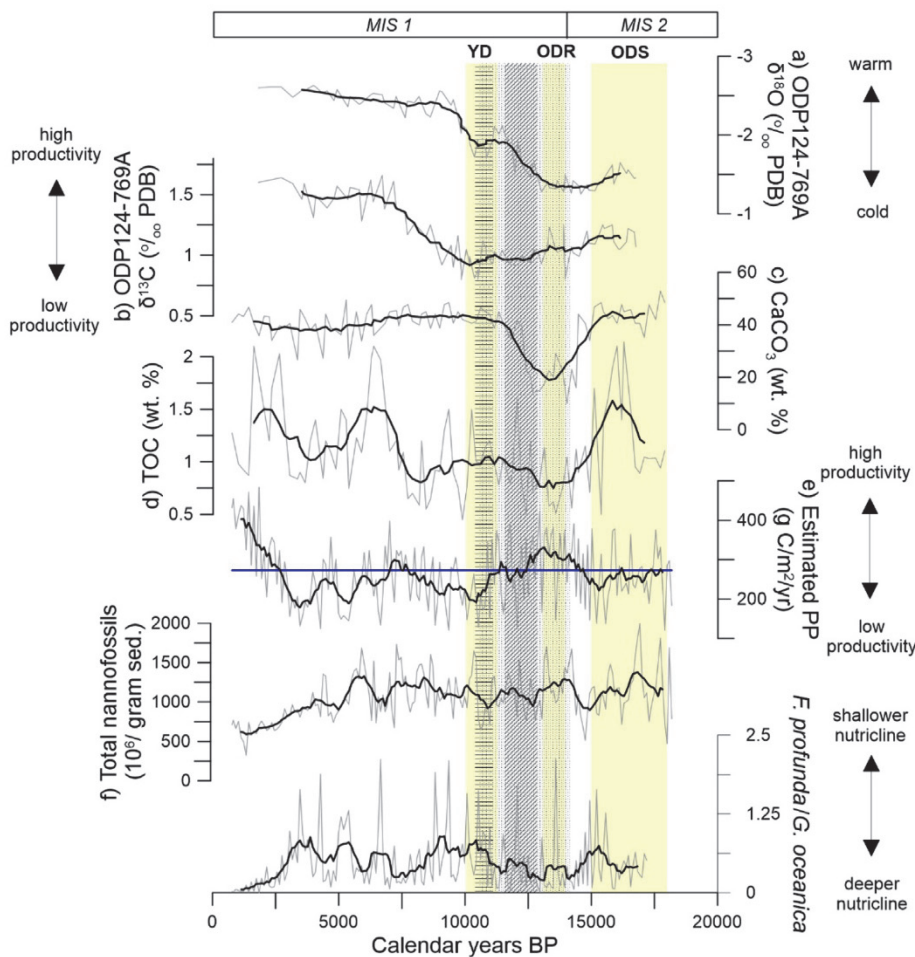 MIS 1
MIS 2
YD
ODR
ODS
-3
-2
-1
a) ODP124-769A
δ18O (o/oo PDB)
warm
cold
high
productivity
low
productivity
b) ODP124-769A
δ13C (o/oo PDB)
1.5
1
0.5
60
40
20
0
c) CaCO3 (wt. %)
2
1.5
1
0.5
d) TOC (wt. %)
400
200
e) Estimated PP
(g C/m2/yr)
high
productivity
low
productivity
2000
1500
1000
500
0
f) Total nannofossils
(10^6/ gram sed.)
2.5
1.25
0
F. profunda/G. oceanica
shallower
nutricline
deeper
nutricline
0
5000
10000
15000
20000
Calendar years BP